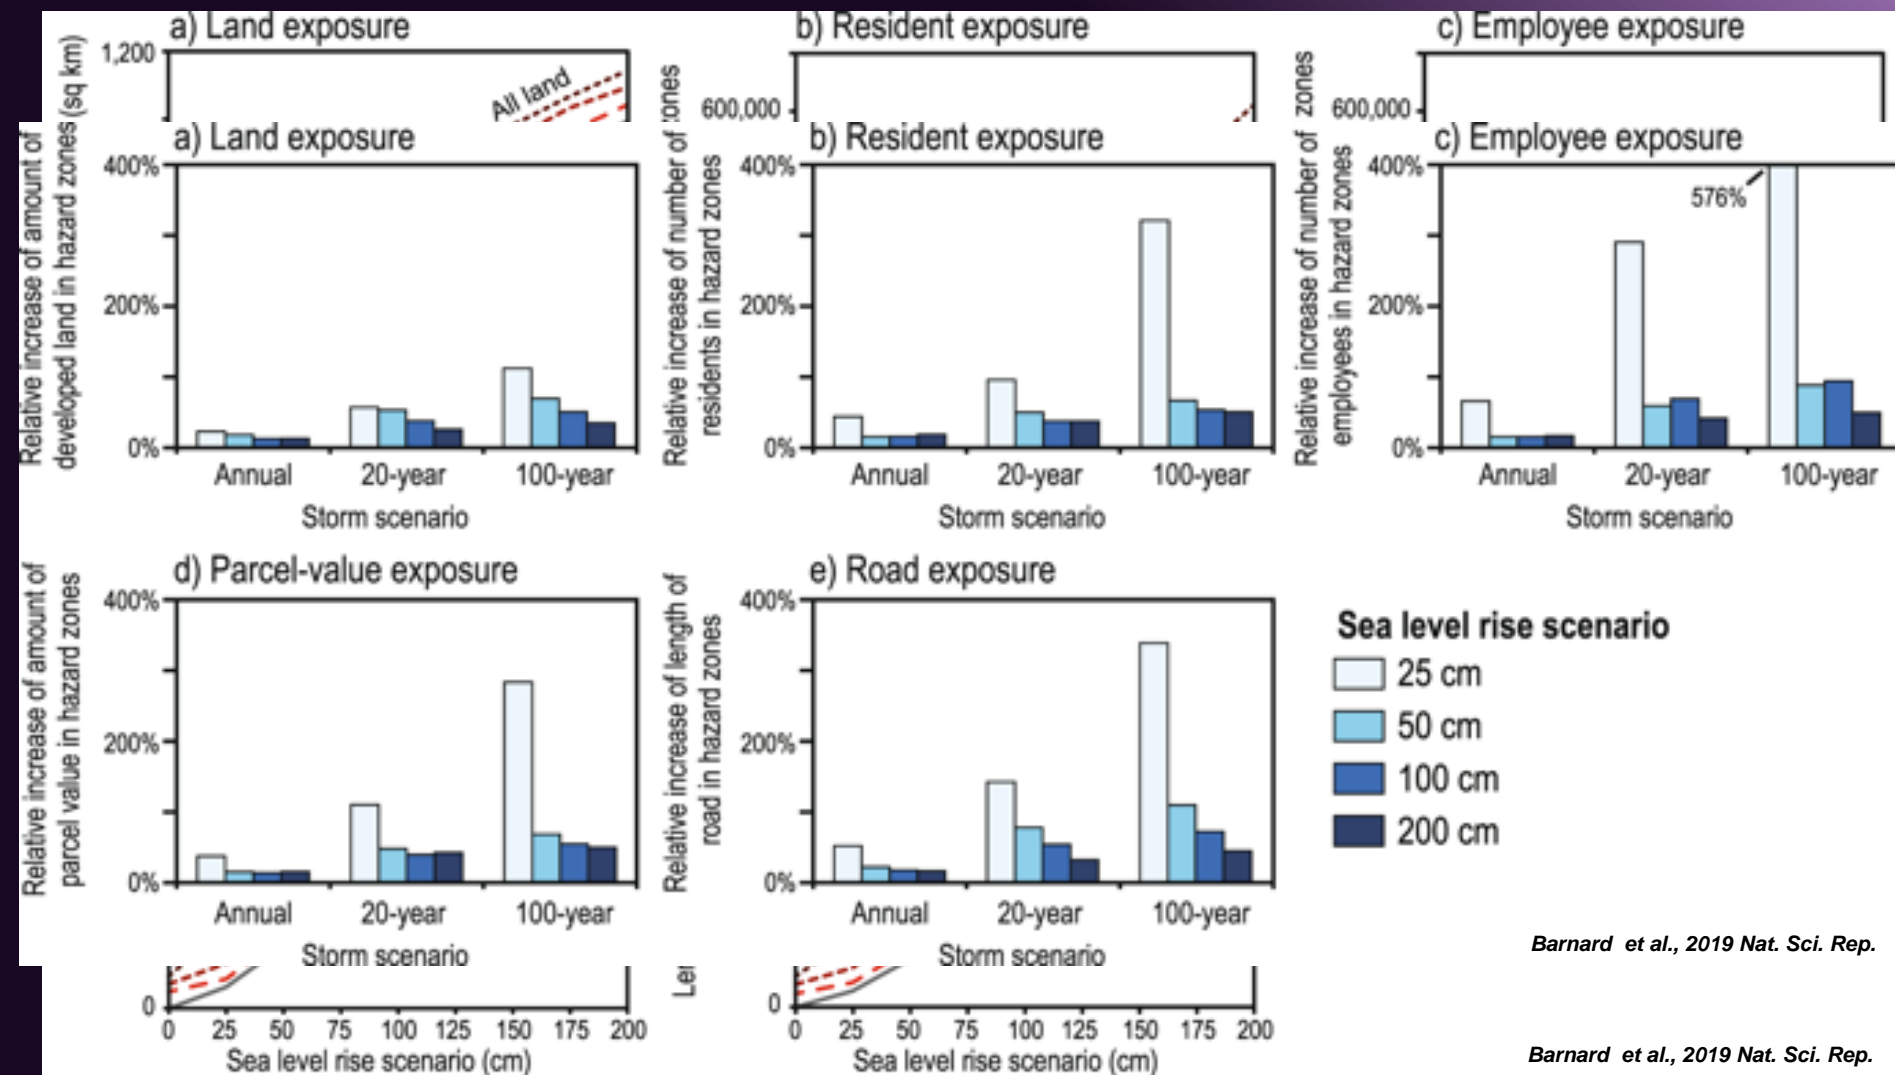 a) Land exposure
b) Resident exposure
c) Employee exposure
1,200
(sq km)
All land
zones
600,000
zones
600,000
a) Land exposure
Relative increase of amount of
developed land in hazard zones
400%
200%
0%
Annual 20-year 100-year
Storm scenario
b) Resident exposure
Relative increase of number of
residents in hazard zones
400%
200%
0%
Annual 20-year 100-year
Storm scenario
c) Employee exposure
Relative increase of number of
employees in hazard zones
400%
576%
200%
0%
Annual 20-year 100-year
Storm scenario
d) Parcel-value exposure
Relative increase of amount of
parcel value in hazard zones
400%
200%
0%
Annual 20-year 100-year
Storm scenario
e) Road exposure
Relative increase of length of
road in hazard zones
400%
200%
0%
Annual 20-year 100-year
Storm scenario
Sea level rise scenario
25 cm
50 cm
100 cm
200 cm
Barnard et al., 2019 Nat. Sci. Rep.
0
0 25 50 75 100 125 150 175 200
Sea level rise scenario (cm)
Ler
0
0 25 50 75 100 125 150 175 200
Sea level rise scenario (cm)
Barnard et al., 2019 Nat. Sci. Rep.